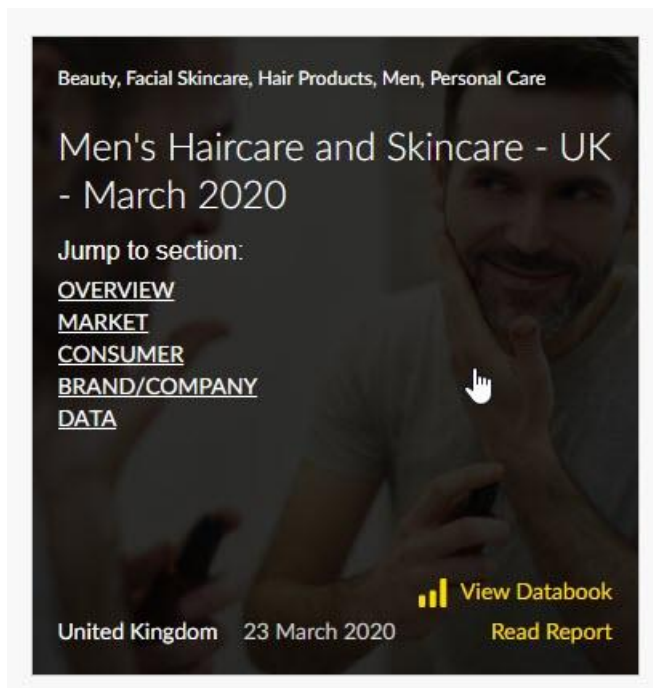 Beauty, Facial Skincare, Hair Products, Men, Personal Care
Men's Haircare and Skincare - UK
- March 2020
Jump to section:
OVERVIEW
MARKET
CONSUMER
BRAND/COMPANY
DATA
View Databook
United Kingdom 23 March 2020 Read Report